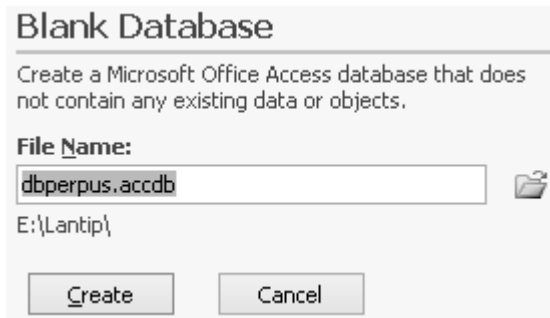 Blank Database
Create a Microsoft Office Access database that does
not contain any existing data or objects.
File Name:
dbperpus.accdb
E:\Lantip\
Create
Cancel